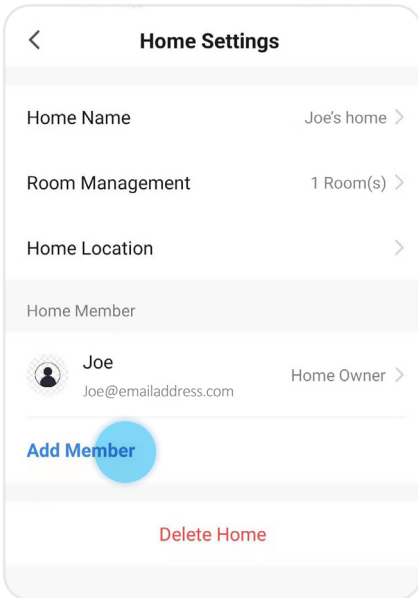 Home Settings
Home Name Joe's home
Room Management 1 Room(s)
Home Location
Home Member
Joe
Joe@emailaddress.com
Home Owner
Add Member
Delete Home